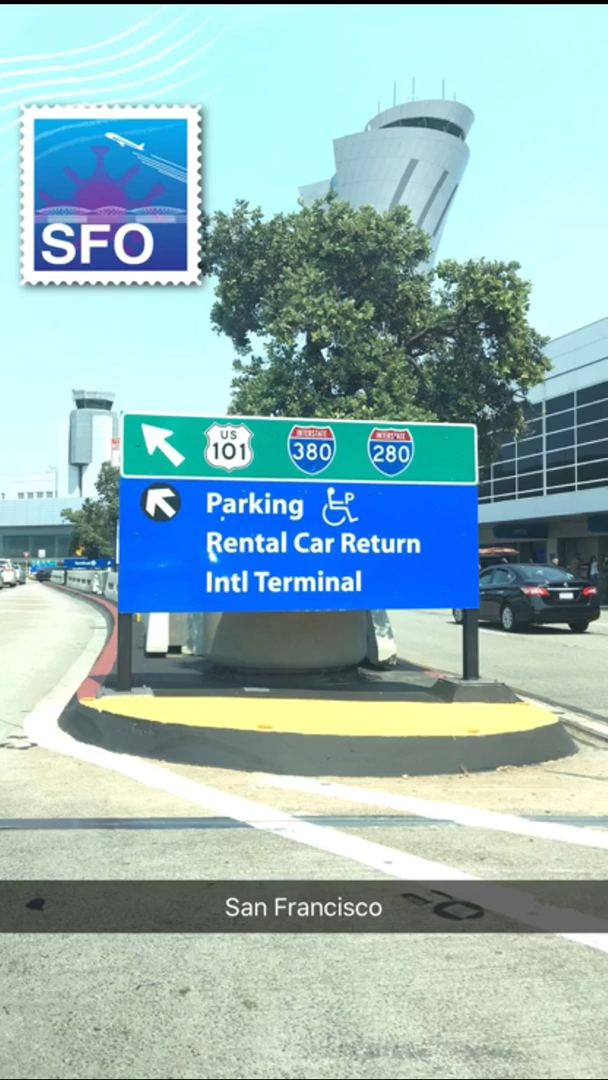 SFO
US
101
INTERSTATE
380
INTERSTATE
280
Parking P
Rental Car Return
Intl Terminal
San Francisco